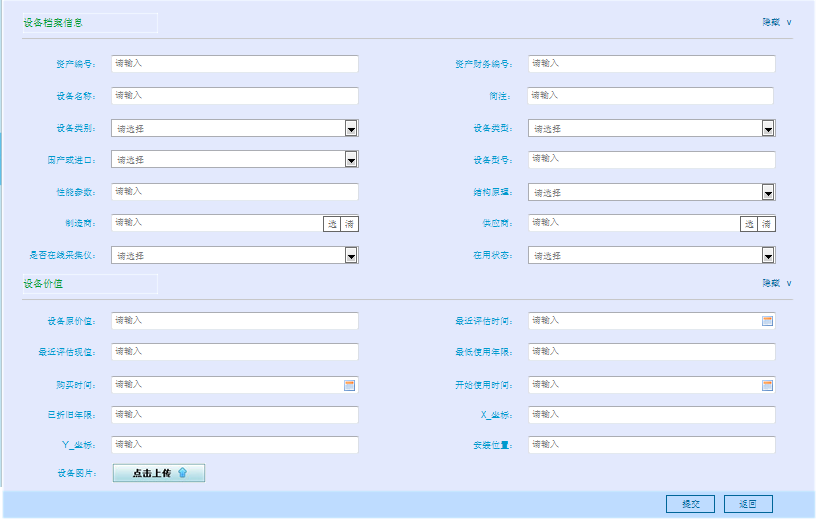 设备档案信息 隐藏 ∨
资产编号： 请输入 资产财务编号： 请输入
设备名称： 请输入 简注： 请输入
设备类别： 请选择 设备类型： 请选择
国产或进口： 请选择 设备型号： 请输入
性能参数： 请输入 结构原理： 请选择
制造商： 请输入 选 清 供应商： 请输入 选 清
是否在线采集仪： 请选择 在用状态： 请选择
设备价值 隐藏 ∨
设备原价值： 请输入 最近评估时间： 请输入
最近评估现值： 请输入 最低使用年限： 请输入
购买时间： 请输入 开始使用时间： 请输入
已折旧年限： 请输入 X_坐标： 请输入
Y_坐标： 请输入 安装位置： 请输入
设备图片： 点击上传
提交 返回